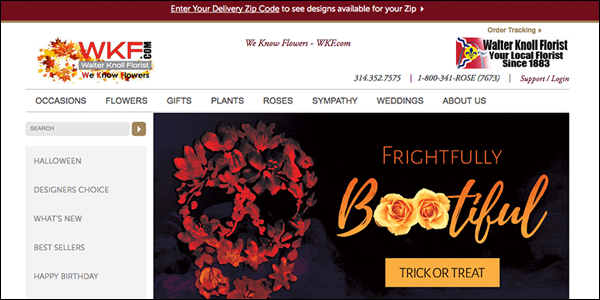 Enter Your Delivery Zip Code to see designs available for your Zip
Order Tracking
WKF.COM
Walter Knoll Florist
We Know Flowers
We Know Flowers - WKF.com
Walter Knoll Florist
Your Local Florist
Since 1883
314.352.7575 | 1-800-341-ROSE (7673) | Support / Login
OCCASIONS FLOWERS GIFTS PLANTS ROSES SYMPATHY WEDDINGS ABOUT US
SEARCH
HALLOWEEN
DESIGNERS CHOICE
WHAT'S NEW
BEST SELLERS
HAPPY BIRTHDAY
FRIGHTFULLY
Bootiful
TRICK OR TREAT